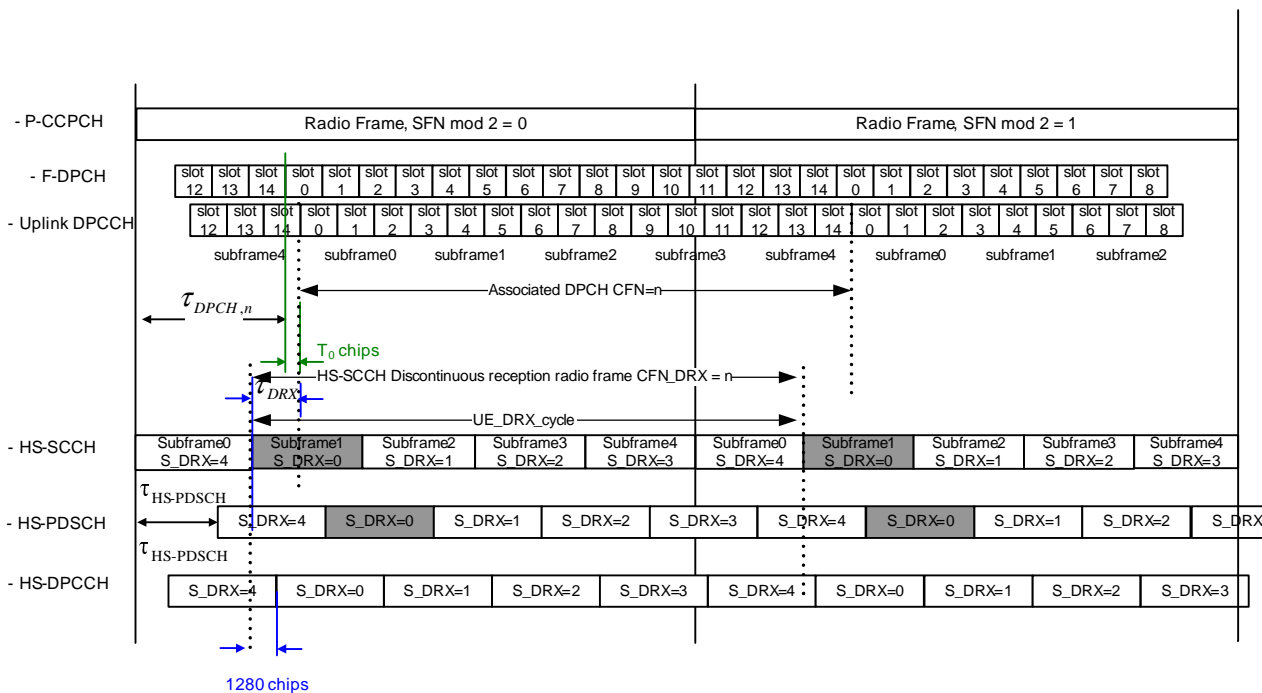 - P-CCPCH
Radio Frame, SFN mod 2 = 0
Radio Frame, SFN mod 2 = 1
- F-DPCH
slot slot slot slot slot slot slot slot slot slot slot slot slot slot slot slot slot slot slot slot slot slot slot slot slot slot slot
12 13 14 0 1 2 3 4 5 6 7 8 9 10 11 12 13 14 0 1 2 3 4 5 6 7 8
- Uplink DPCCH
slot slot slot slot slot slot slot slot slot slot slot slot slot slot slot slot slot slot slot slot slot slot slot slot slot slot slot
12 13 14 0 1 2 3 4 5 6 7 8 9 10 11 12 13 14 0 1 2 3 4 5 6 7 8
subframe4 subframe0 subframe1 subframe2 subframe3 subframe4 subframe0 subframe1 subframe2
Associated DPCH CFN=n
τDPCH,n
T0 chips
HS-SCCH Discontinuous reception radio frame CFN_DRX = n
τDRX
UE_DRX_cycle
- HS-SCCH
Subframe0 Subframe1 Subframe2 Subframe3 Subframe4 Subframe0 Subframe1 Subframe2 Subframe3 Subframe4
S_DRX=4 S_DRX=0 S_DRX=1 S_DRX=2 S_DRX=3 S_DRX=4 S_DRX=0 S_DRX=1 S_DRX=2 S_DRX=3
τHS-PDSCH
- HS-PDSCH
S_DRX=4 S_DRX=0 S_DRX=1 S_DRX=2 S_DRX=3 S_DRX=4 S_DRX=0 S_DRX=1 S_DRX=2 S_DRX
τHS-PDSCH
- HS-DPCCH
S_DRX=4 S_DRX=0 S_DRX=1 S_DRX=2 S_DRX=3 S_DRX=4 S_DRX=0 S_DRX=1 S_DRX=2 S_DRX=3
1280 chips